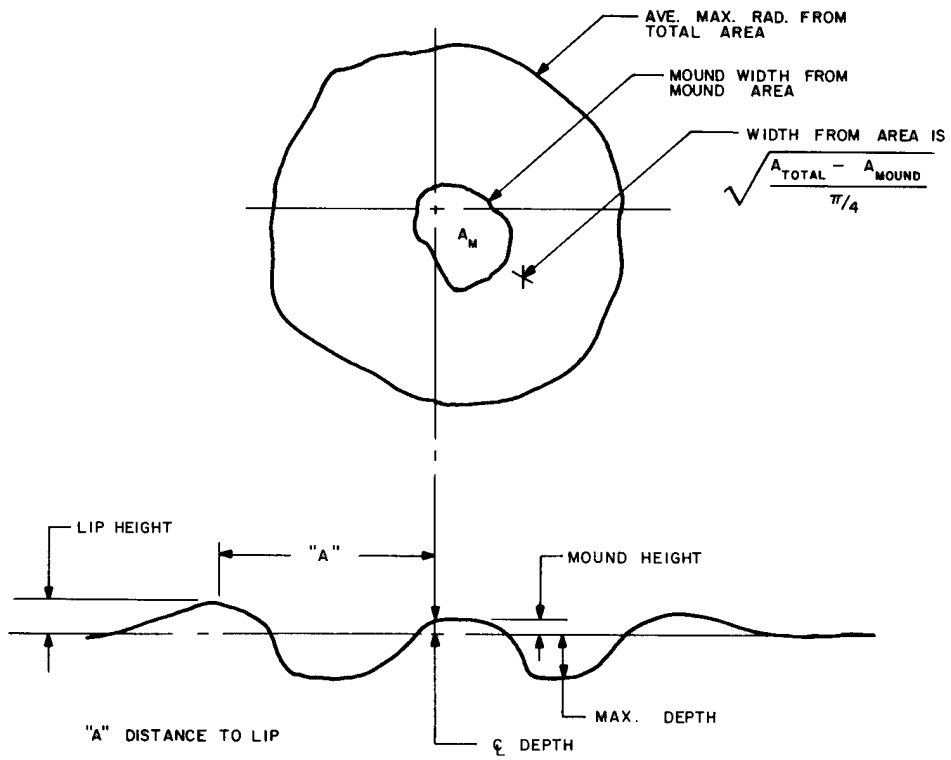 AVE. MAX. RAD. FROM
TOTAL AREA
MOUND WIDTH FROM
MOUND AREA
WIDTH FROM AREA IS
√((A_TOTAL − A_MOUND) / (π/4))
A_M
LIP HEIGHT
"A"
MOUND HEIGHT
MAX. DEPTH
"A" DISTANCE TO LIP
℄ DEPTH